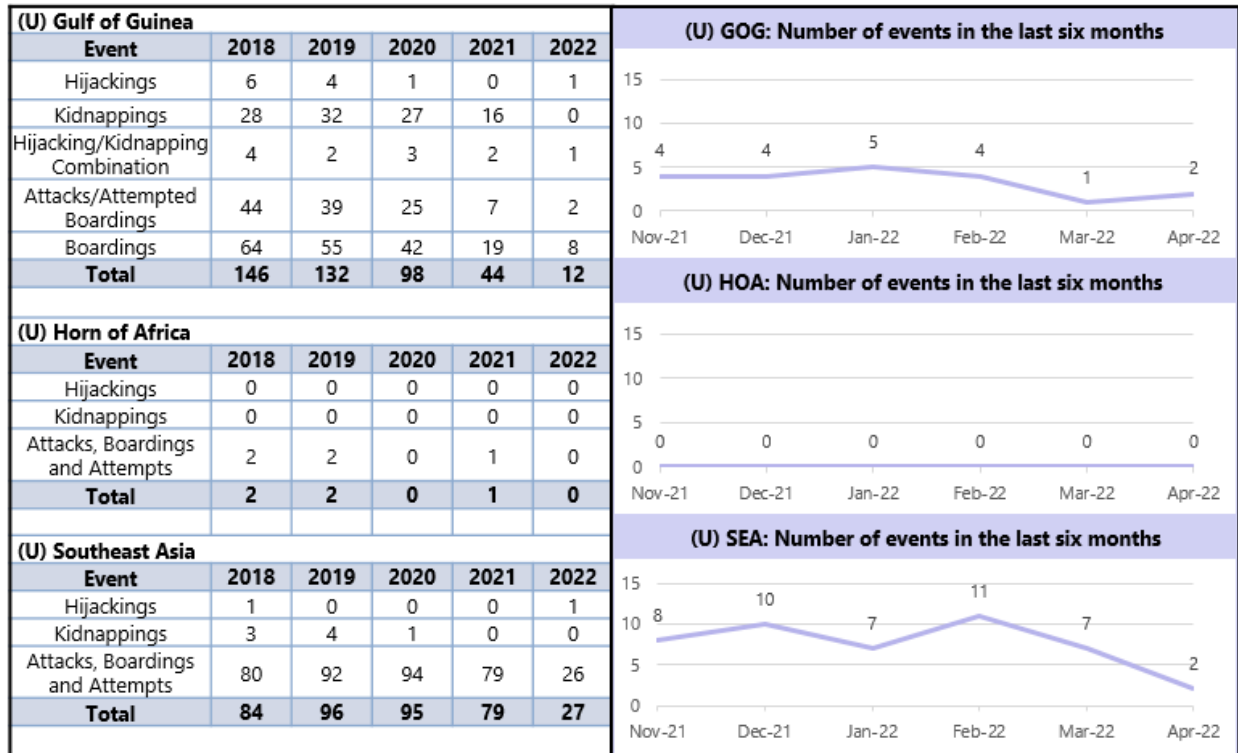 (U) Gulf of Guinea
Event 2018 2019 2020 2021 2022
Hijackings 6 4 1 0 1
Kidnappings 28 32 27 16 0
Hijacking/Kidnapping
Combination 4 2 3 2 1
Attacks/Attempted
Boardings 44 39 25 7 2
Boardings 64 55 42 19 8
Total 146 132 98 44 12
(U) Horn of Africa
Event 2018 2019 2020 2021 2022
Hijackings 0 0 0 0 0
Kidnappings 0 0 0 0 0
Attacks, Boardings
and Attempts 2 2 0 1 0
Total 2 2 0 1 0
(U) Southeast Asia
Event 2018 2019 2020 2021 2022
Hijackings 1 0 0 0 1
Kidnappings 3 4 1 0 0
Attacks, Boardings
and Attempts 80 92 94 79 26
Total 84 96 95 79 27
(U) GOG: Number of events in the last six months
15
10
5
0
4 4 5 4 1 2
Nov-21 Dec-21 Jan-22 Feb-22 Mar-22 Apr-22
(U) HOA: Number of events in the last six months
15
10
5
0
0 0 0 0 0 0
Nov-21 Dec-21 Jan-22 Feb-22 Mar-22 Apr-22
(U) SEA: Number of events in the last six months
15
10
5
0
8 10 7 11 7 2
Nov-21 Dec-21 Jan-22 Feb-22 Mar-22 Apr-22